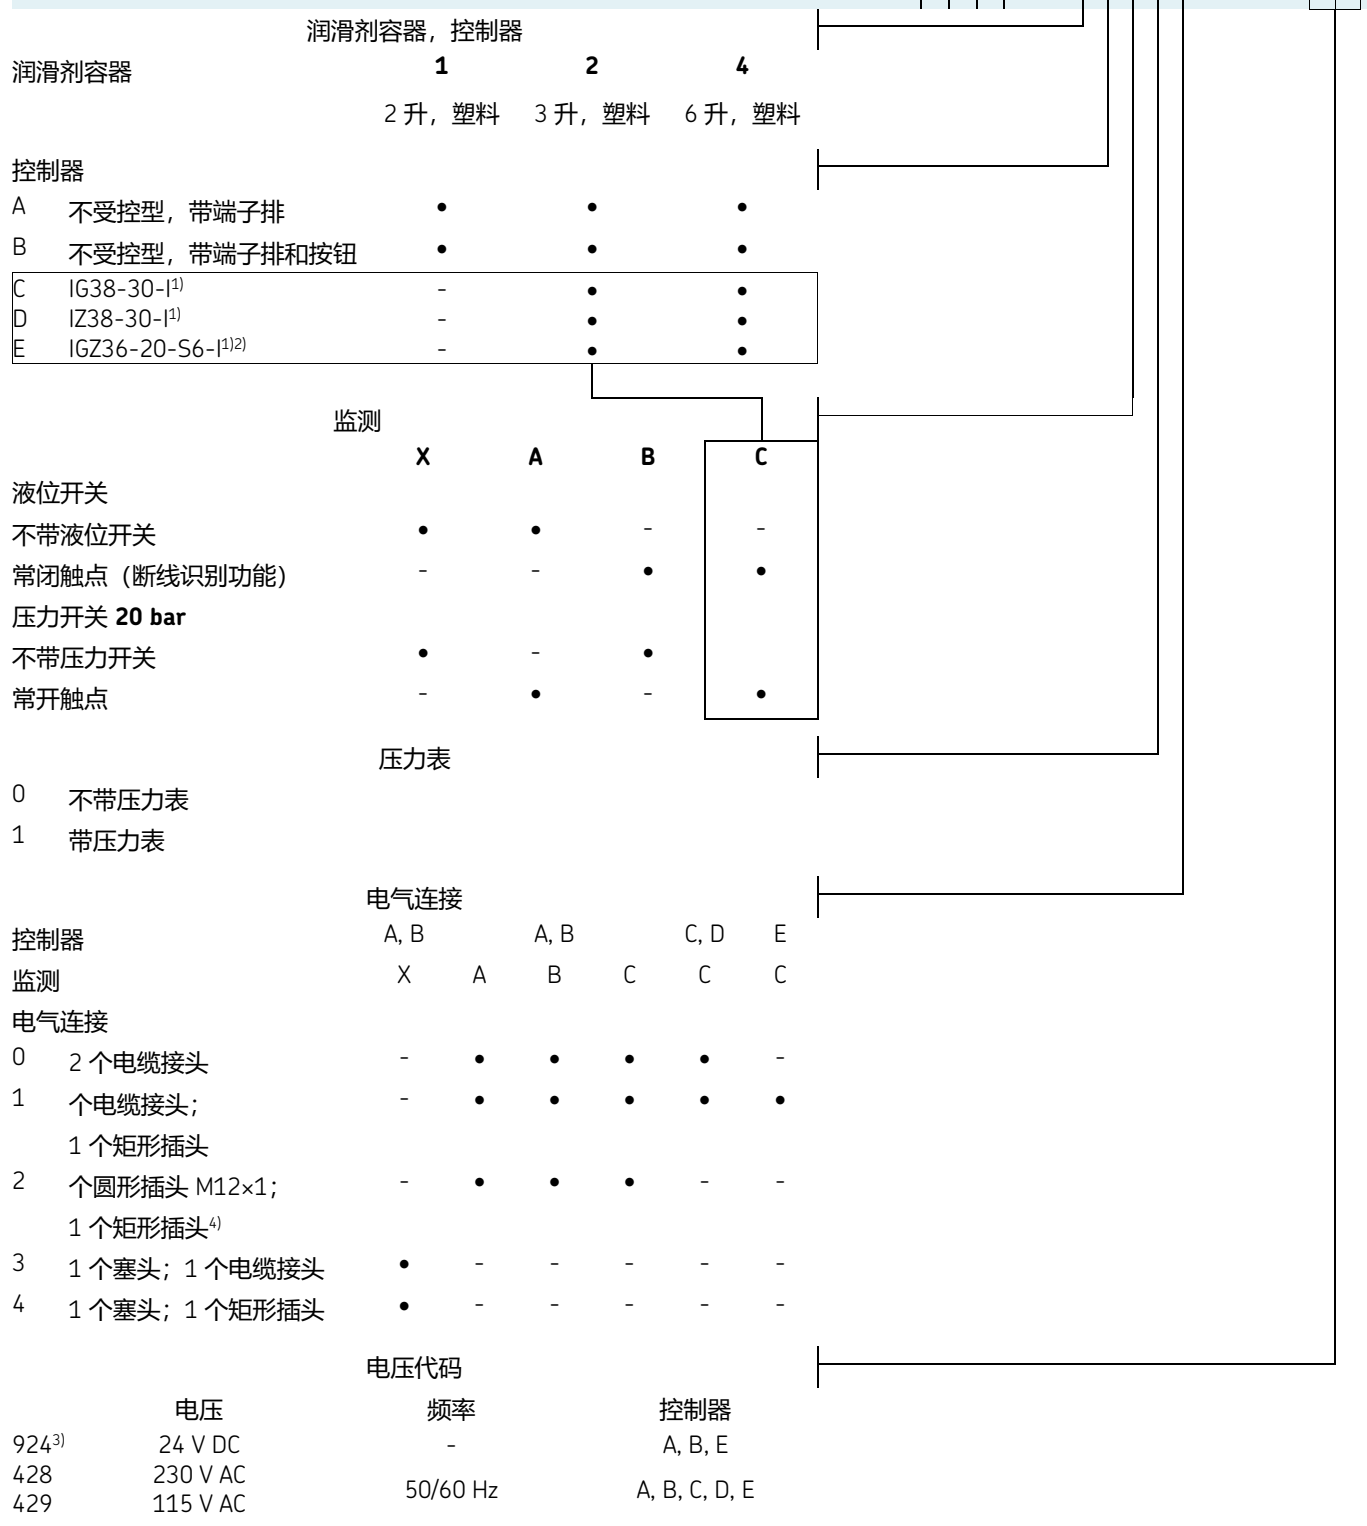 润滑剂容器，控制器
润滑剂容器 1 2 4
2 升，塑料 3 升，塑料 6 升，塑料
控制器
A 不受控型，带端子排 • • •
B 不受控型，带端子排和按钮 • • •
C IG38-30-I1) - • •
D IZ38-30-I1) - • •
E IGZ36-20-S6-I1)2) - • •
监测
X A B C
液位开关
不带液位开关 • • - -
常闭触点（断线识别功能） - - • •
压力开关 20 bar
不带压力开关 • - •
常开触点 - • - •
压力表
0 不带压力表
1 带压力表
电气连接
控制器 A, B A, B C, D E
监测 X A B C C C
电气连接
0 2 个电缆接头 - • • • • -
1 个电缆接头； - • • • • •
1 个矩形插头
2 个圆形插头 M12×1； - • • • - -
1 个矩形插头4)
3 1 个塞头；1 个电缆接头 • - - - - -
4 1 个塞头；1 个矩形插头 • - - - - -
电压代码
电压 频率 控制器
9243) 24 V DC - A, B, E
428 230 V AC
50/60 Hz A, B, C, D, E
429 115 V AC